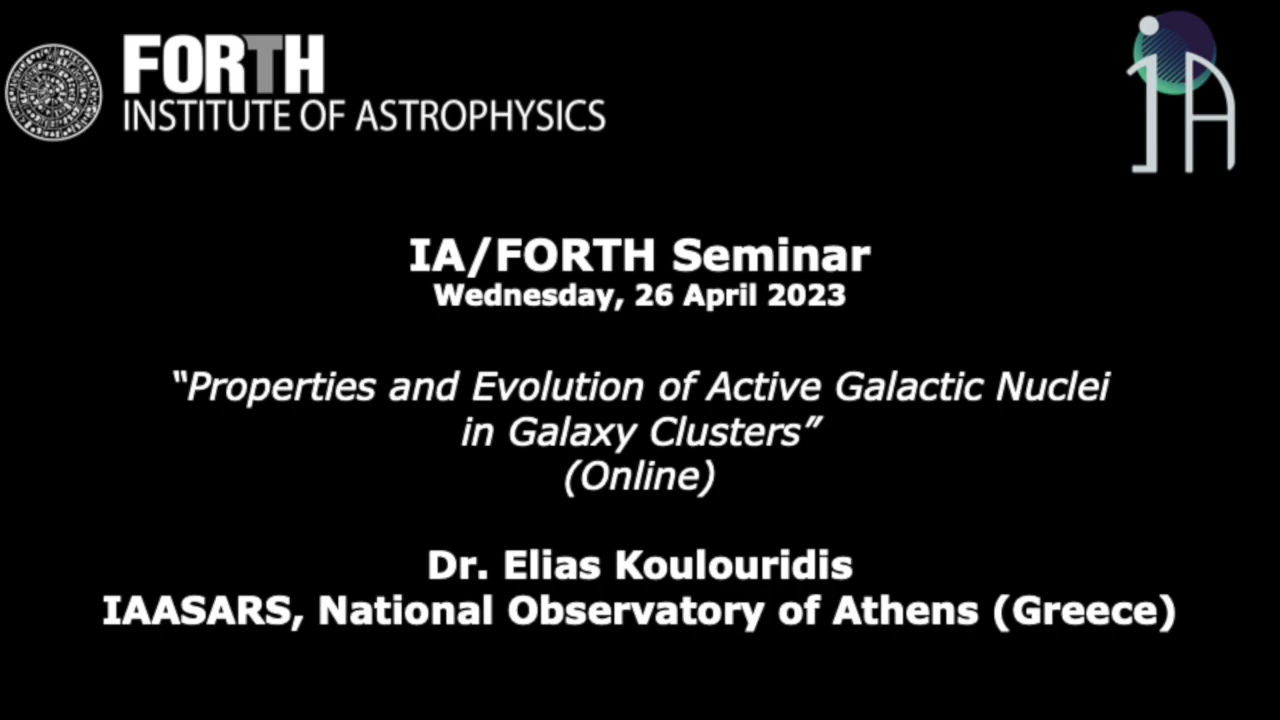 FORTH
INSTITUTE OF ASTROPHYSICS
IA
IA/FORTH Seminar
Wednesday, 26 April 2023
“Properties and Evolution of Active Galactic Nuclei
in Galaxy Clusters”
(Online)
Dr. Elias Koulouridis
IAASARS, National Observatory of Athens (Greece)